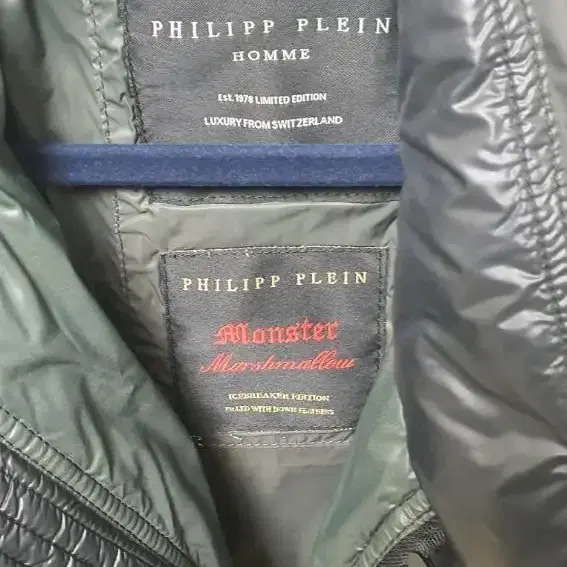 PHILIPP PLEIN
HOMME
Est. 1978 LIMITED EDITION
LUXURY FROM SWITZERLAND
PHILIPP PLEIN
Monster
Marshmallow
ICEBREAKER EDITION
FILLED WITH DOWN FEATHERS